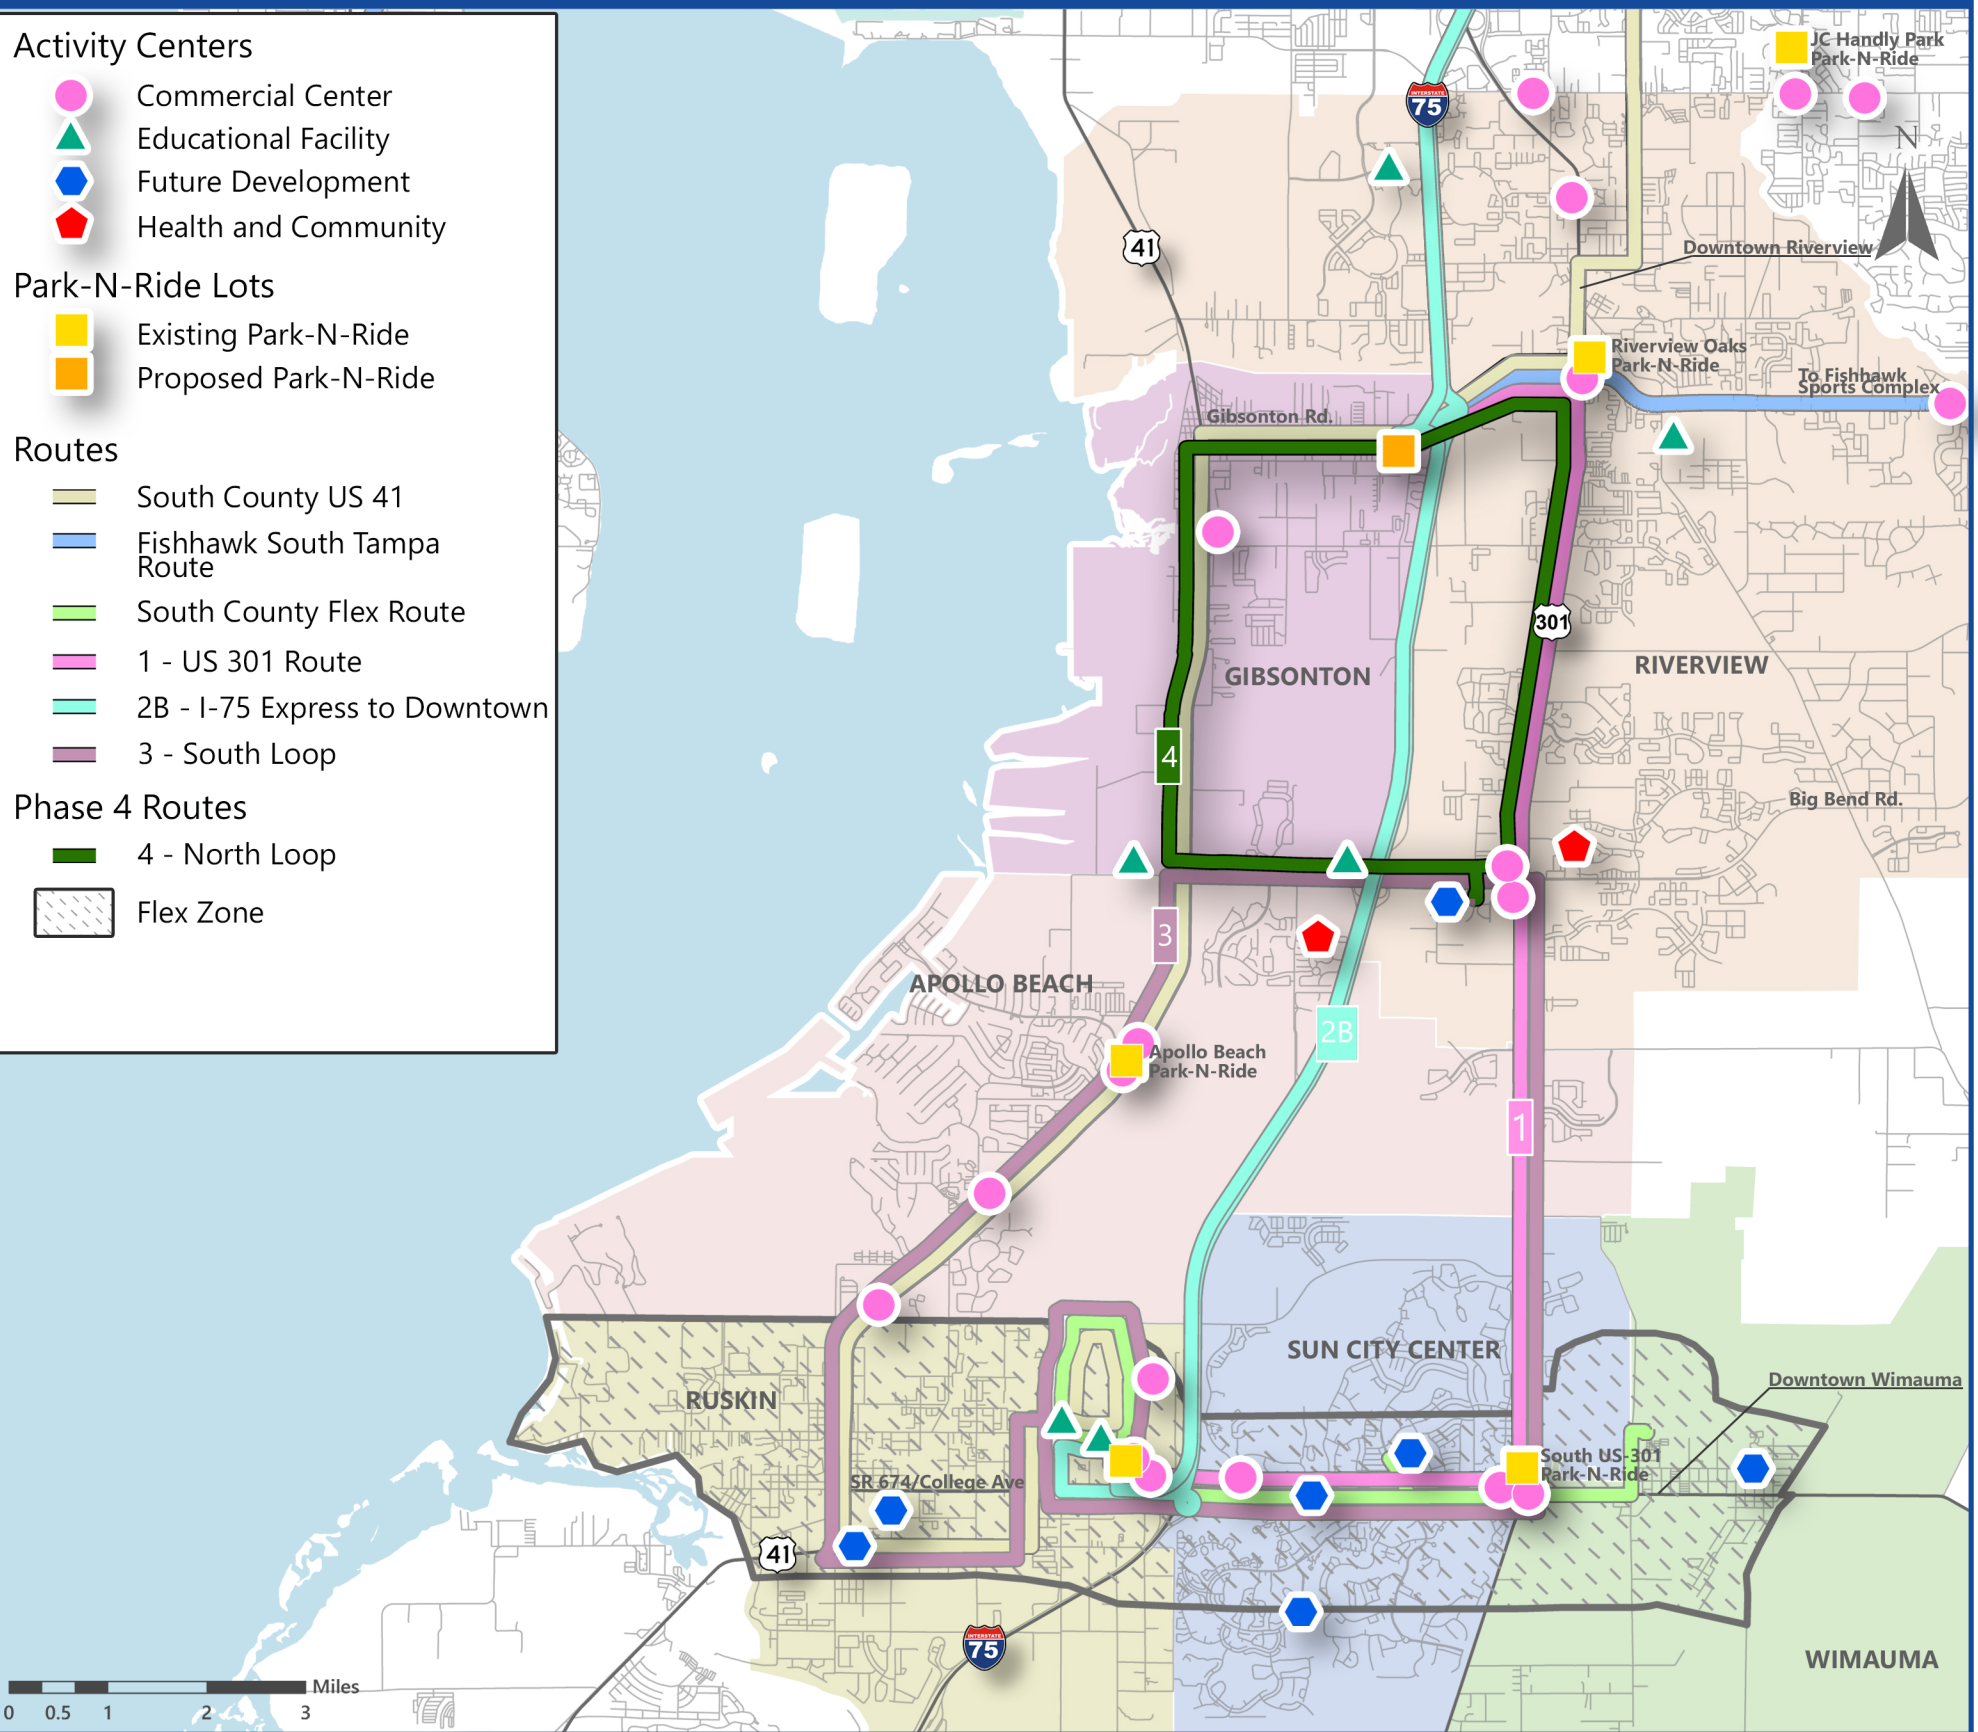 Activity Centers
Commercial Center
Educational Facility
Future Development
Health and Community
Park-N-Ride Lots
Existing Park-N-Ride
Proposed Park-N-Ride
Routes
South County US 41
Fishhawk South Tampa
Route
South County Flex Route
1 - US 301 Route
2B - I-75 Express to Downtown
3 - South Loop
Phase 4 Routes
4 - North Loop
Flex Zone
JC Handly Park
Park-N-Ride
INTERSTATE
75
N
41
Downtown Riverview
Riverview Oaks
Park-N-Ride
To Fishhawk
Sports Complex
Gibsonton Rd.
301
GIBSONTON
RIVERVIEW
4
Big Bend Rd.
3
APOLLO BEACH
2B
Apollo Beach
Park-N-Ride
1
SUN CITY CENTER
RUSKIN
Downtown Wimauma
South US-301
Park-N-Ride
SR 674/College Ave
41
INTERSTATE
75
WIMAUMA
Miles
0 0.5 1 2 3